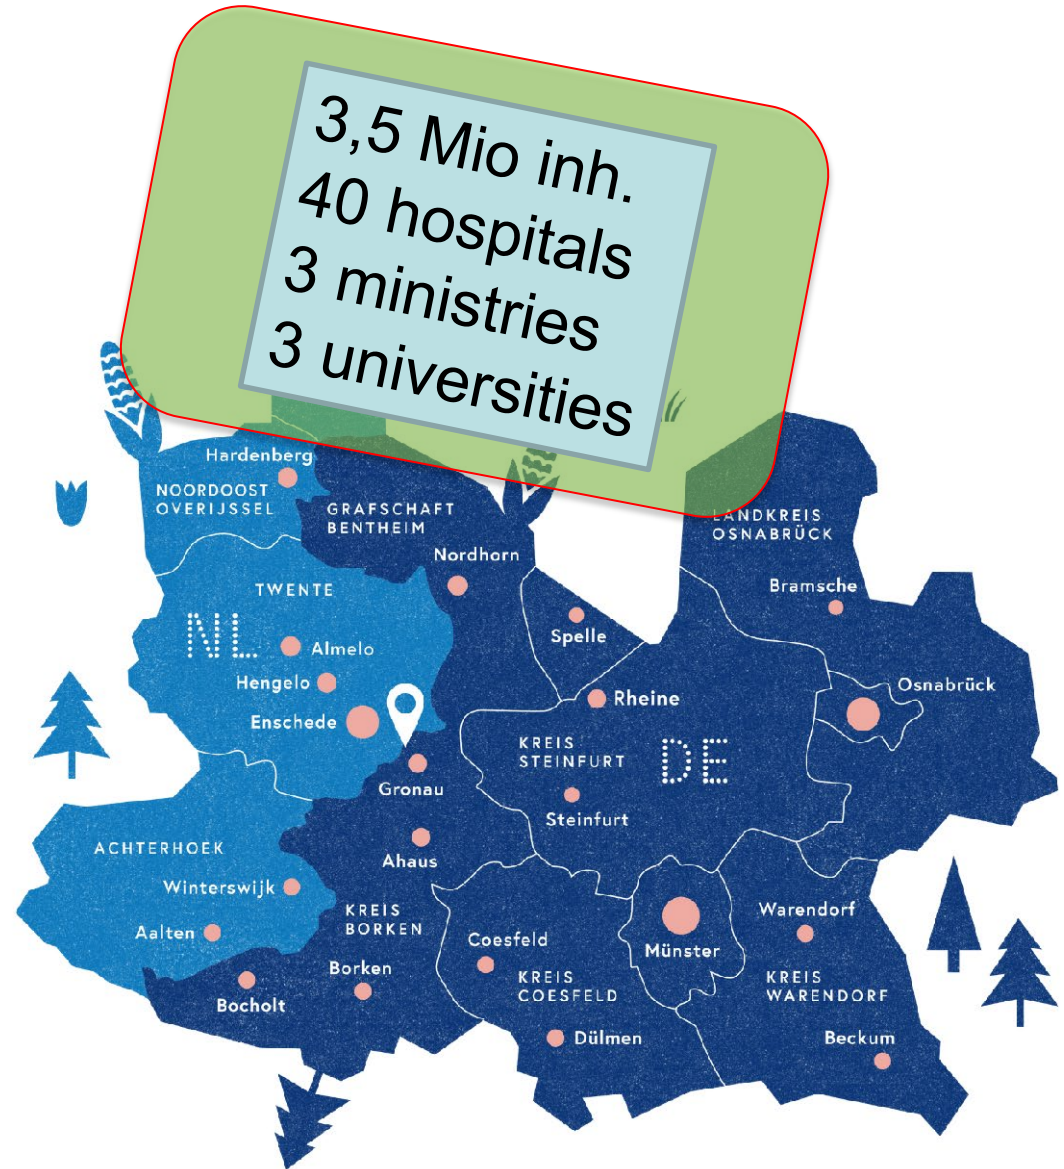 3,5 Mio inh.
40 hospitals
3 ministries
3 universities
Hardenberg
NOORDOOST
OVERIJSSEL
GRAFSCHAFT
BENTHEIM
LANDKREIS
OSNABRÜCK
Nordhorn
TWENTE
Bramsche
Spelle
NL
Almelo
Hengelo
Rheine
Osnabrück
Enschede
KREIS
STEINFURT
DE
Gronau
Steinfurt
ACHTERHOEK
Ahaus
Winterswijk
KREIS
BORKEN
Warendorf
Aalten
Coesfeld
Münster
Borken
KREIS
COESFELD
KREIS
WARENDORF
Bocholt
Dülmen
Beckum